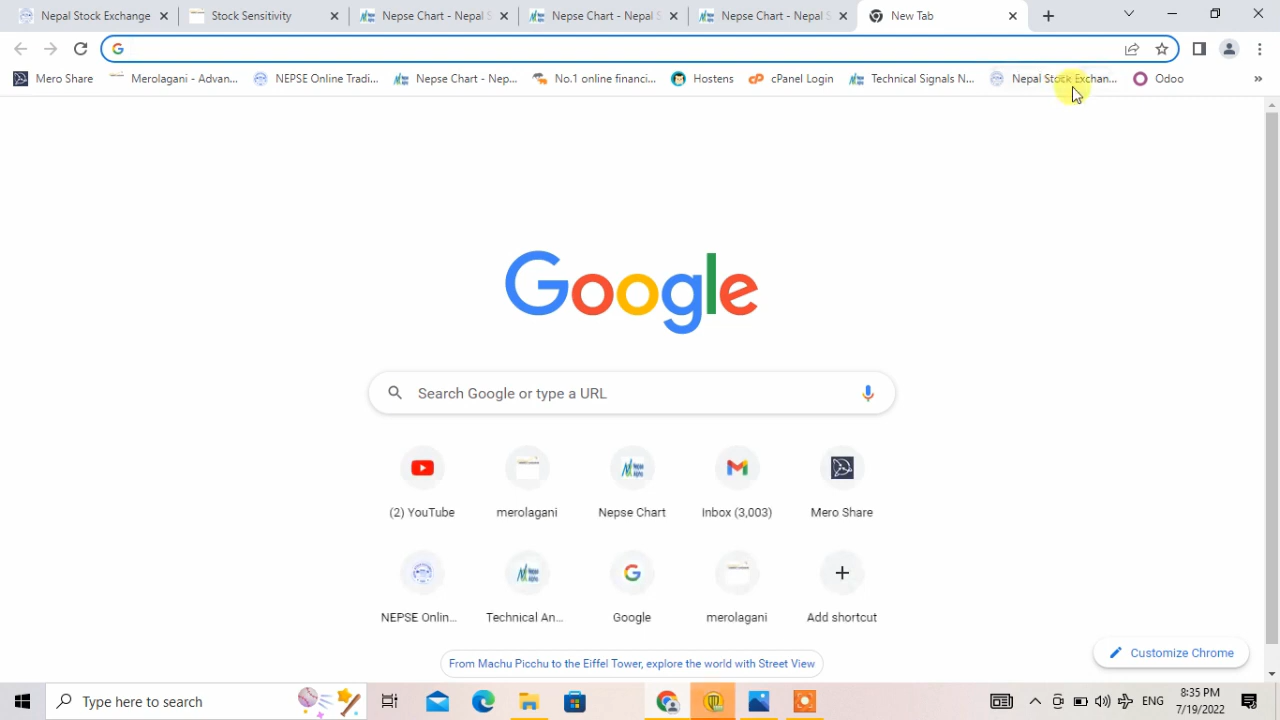 Nepal Stock Exchange
Stock Sensitivity
Nepse Chart - Nepal S
Nepse Chart - Nepal S
Nepse Chart - Nepal S
New Tab
Mero Share
Merolagani - Advan...
NEPSE Online Tradi...
Nepse Chart - Nep...
No.1 online financi...
Hostens
cPanel Login
Technical Signals N...
Nepal Stock Exchan...
Odoo
»
Google
Search Google or type a URL
(2) YouTube
merolagani
Nepse Chart
Inbox (3,003)
Mero Share
NEPSE Onlin...
Technical An...
Google
merolagani
Add shortcut
From Machu Picchu to the Eiffel Tower, explore the world with Street View
Customize Chrome
Type here to search
ENG
8:35 PM
7/19/2022